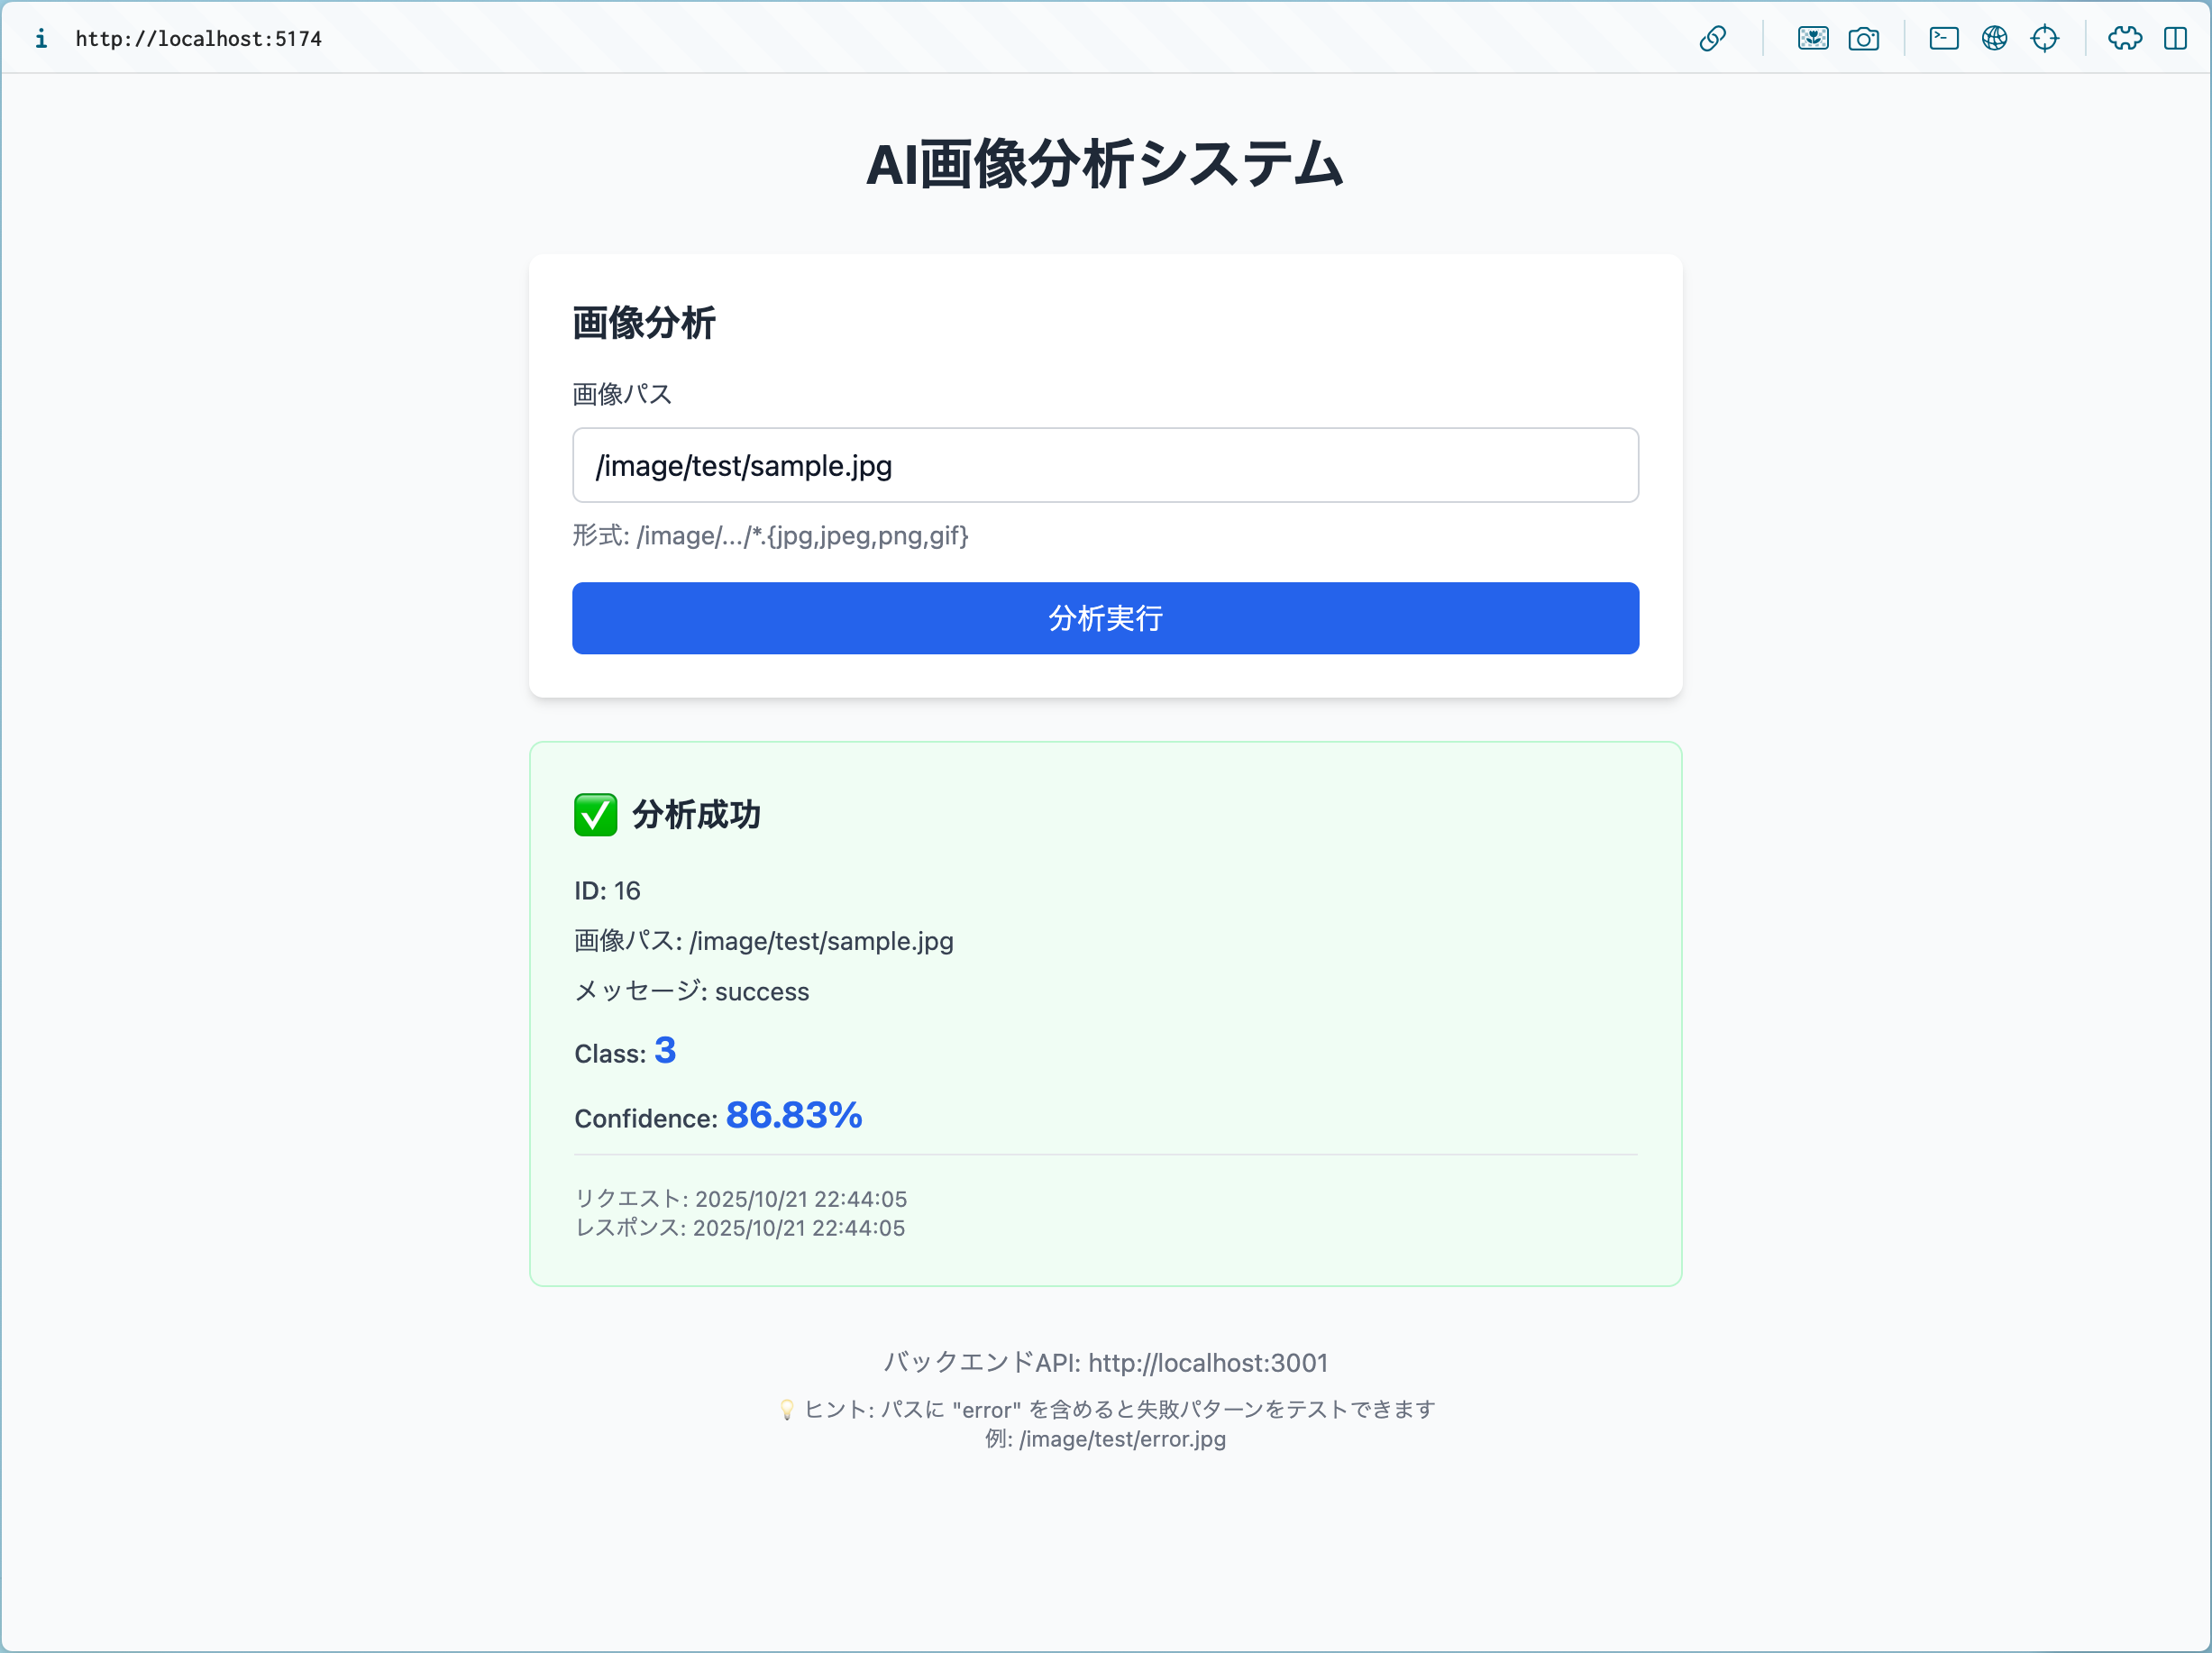 http://localhost:5174
AI画像分析システム
画像分析
画像パス
/image/test/sample.jpg
形式: /image/.../*.{jpg,jpeg,png,gif}
分析実行
✅ 分析成功
ID: 16
画像パス: /image/test/sample.jpg
メッセージ: success
Class: 3
Confidence: 86.83%
リクエスト: 2025/10/21 22:44:05
レスポンス: 2025/10/21 22:44:05
バックエンドAPI: http://localhost:3001
💡 ヒント: パスに "error" を含めると失敗パターンをテストできます
例: /image/test/error.jpg